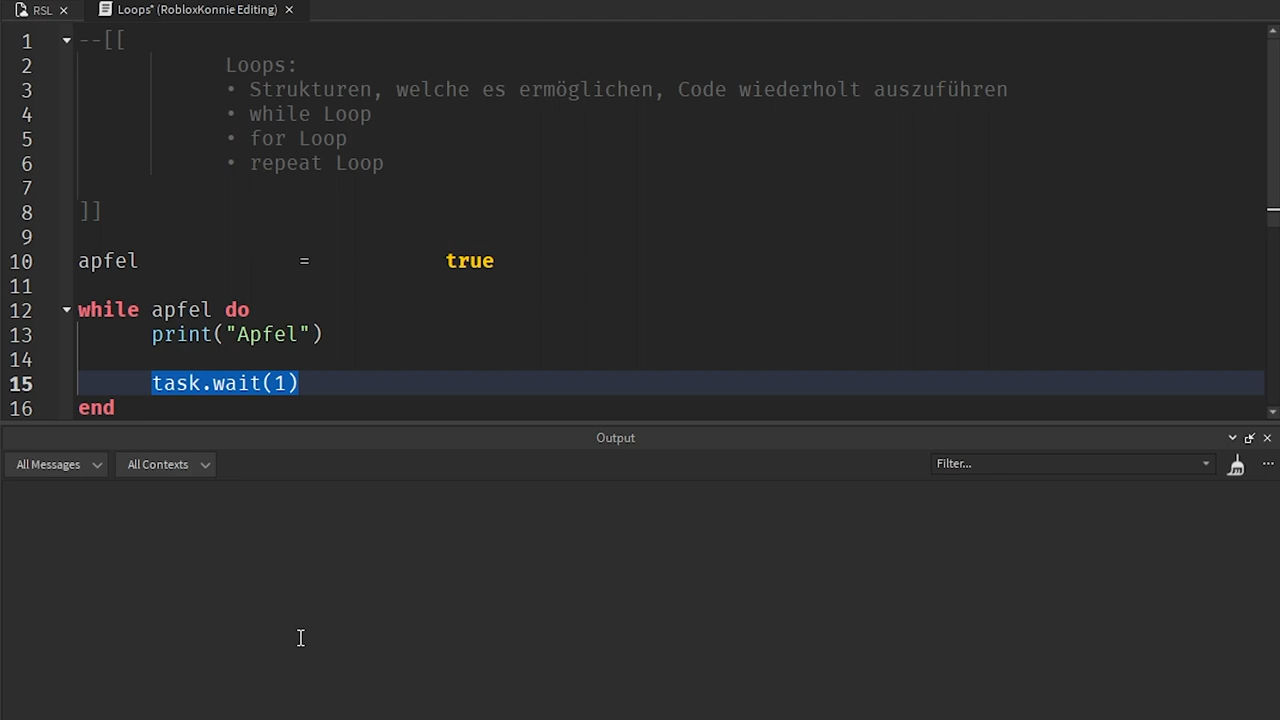 RSL Loops* (RobloxKonnie Editing)
1 --[[
2 Loops:
3 • Strukturen, welche es ermöglichen, Code wiederholt auszuführen
4 • while Loop
5 • for Loop
6 • repeat Loop
7
8 ]]
9
10 apfel = true
11
12 while apfel do
13 print("Apfel")
14
15 task.wait(1)
16 end
Output
All Messages All Contexts Filter...